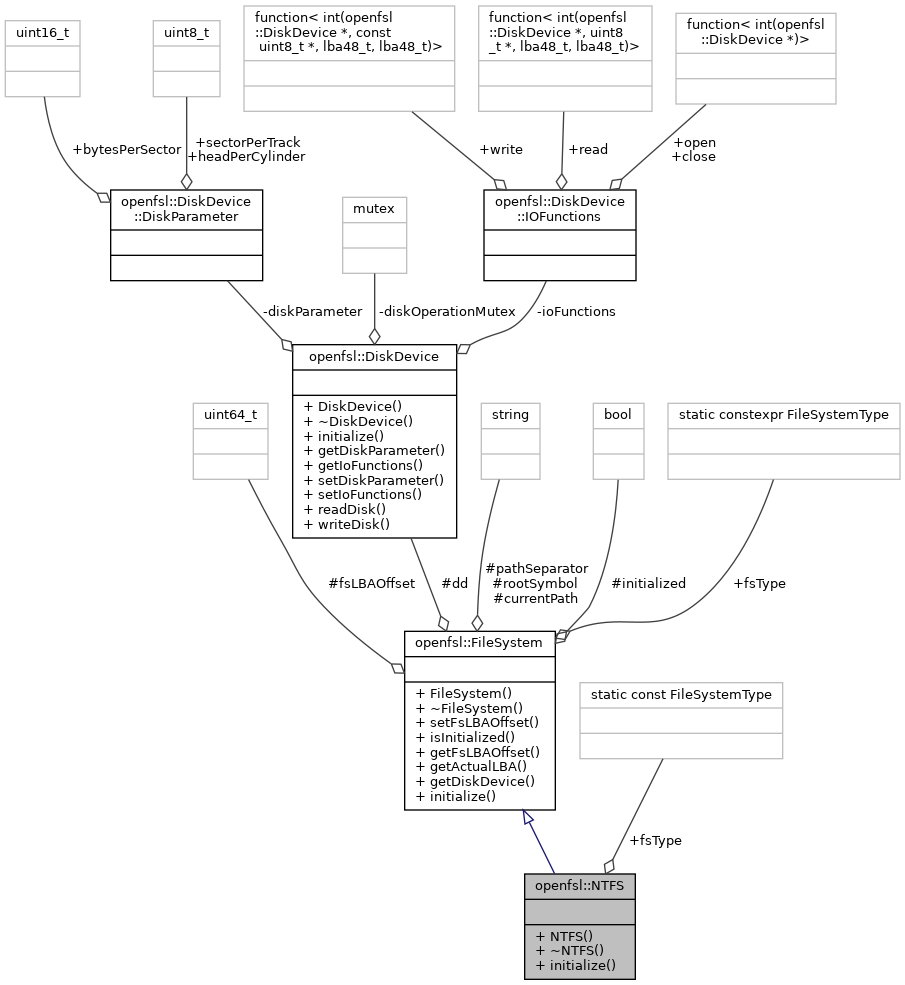 uint16_t
uint8_t
function< int(openfsl
::DiskDevice *, const
uint8_t *, lba48_t, lba48_t)>
function< int(openfsl
::DiskDevice *, uint8
_t *, lba48_t, lba48_t)>
function< int(openfsl
::DiskDevice *)>
+bytesPerSector
+sectorPerTrack
+headPerCylinder
+write
+read
+open
+close
openfsl::DiskDevice
::DiskParameter
mutex
openfsl::DiskDevice
::IOFunctions
-diskParameter
-diskOperationMutex
-ioFunctions
openfsl::DiskDevice
+ DiskDevice()
+ ~DiskDevice()
+ initialize()
+ getDiskParameter()
+ getIoFunctions()
+ setDiskParameter()
+ setIoFunctions()
+ readDisk()
+ writeDisk()
uint64_t
string
bool
static constexpr FileSystemType
#fsLBAOffset
#dd
#pathSeparator
#rootSymbol
#currentPath
#initialized
+fsType
openfsl::FileSystem
+ FileSystem()
+ ~FileSystem()
+ setFsLBAOffset()
+ isInitialized()
+ getFsLBAOffset()
+ getActualLBA()
+ getDiskDevice()
+ initialize()
static const FileSystemType
+fsType
openfsl::NTFS
+ NTFS()
+ ~NTFS()
+ initialize()